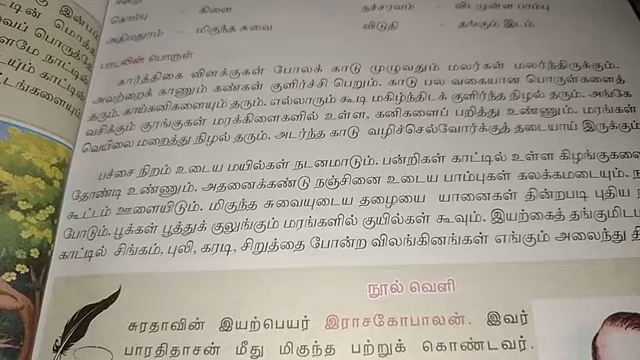 கொம்பு - கிளை நச்சரவம் - விடமுள்ள பாம்பு
அதிமதுரம் - மிகுந்த சுவை விடுதி - தங்கும் இடம்
பாடலின் பொருள்
கார்த்திகை விளக்குகள் போலக் காடு முழுவதும் மலர்கள் மலர்ந்திருக்கும்.
அவற்றைக் காணும் கண்கள் குளிர்ச்சி பெறும். காடு பல வகையான பொருள்களைத்
தரும். காய்கனிகளையும் தரும். எல்லாரும் கூடி மகிழ்ந்திடக் குளிர்ந்த நிழல் தரும். அங்கே
வசிக்கும் குரங்குகள் மரக்கிளைகளில் உள்ள, கனிகளைப் பறித்து உண்ணும். மரங்கள்
வெயிலை மறைத்து நிழல் தரும். அடர்ந்த காடு வழிச்செல்வோர்க்குத் தடையாய் இருக்கும்
பச்சை நிறம் உடைய மயில்கள் நடனமாடும். பன்றிகள் காட்டில் உள்ள கிழங்குகளை
தோண்டி உண்ணும். அதனைக்கண்டு நஞ்சினை உடைய பாம்புகள் கலக்கமடையும்.
கூட்டம் ஊளையிடும். மிகுந்த சுவையுடைய தழையை யானைகள் தின்றபடி புதிய
போடும். பூக்கள் பூத்துக் குலுங்கும் மரங்களில் குயில்கள் கூவும். இயற்கைத் தங்குமிட
காட்டில் சிங்கம், புலி, கரடி, சிறுத்தை போன்ற விலங்கினங்கள் எங்கும் அலைந்து
நூல் வெளி
சுரதாவின் இயற்பெயர் இராசகோபாலன். இவர்
பாரதிதாசன் மீது மிகுந்த பற்றுக் கொண்டவர்.